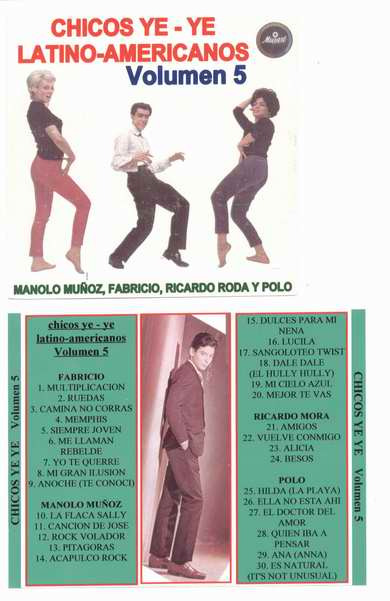 CHICOS YE - YE
LATINO-AMERICANOS
Volumen 5
Musart
MANOLO MUÑOZ, FABRICIO, RICARDO RODA Y POLO
CHICOS YE YE Volumen 5
chicos ye - ye
latino-americanos
Volumen 5
FABRICIO
1. MULTIPLICACION
2. RUEDAS
3. CAMINA NO CORRAS
4. MEMPHIS
5. SIEMPRE JOVEN
6. ME LLAMAN
REBELDE
7. YO TE QUERRE
8. MI GRAN ILUSION
9. ANOCHE (TE CONOCI)
MANOLO MUÑOZ
10. LA FLACA SALLY
11. CANCION DE JOSE
12. ROCK VOLADOR
13. PITAGORAS
14. ACAPULCO ROCK
15. DULCES PARA MI
NENA
16. LUCILA
17. SANGOLOTEO TWIST
18. DALE DALE
(EL HULLY HULLY)
19. MI CIELO AZUL
20. MEJOR TE VAS
RICARDO MORA
21. AMIGOS
22. VUELVE CONMIGO
23. ALICIA
24. BESOS
POLO
25. HILDA (LA PLAYA)
26. ELLA NO ESTA AHI
27. EL DOCTOR DEL
AMOR
28. QUIEN IBA A
PENSAR
29. ANA (ANNA)
30. ES NATURAL
(IT'S NOT UNUSUAL)
CHICOS YE YE Volumen 5